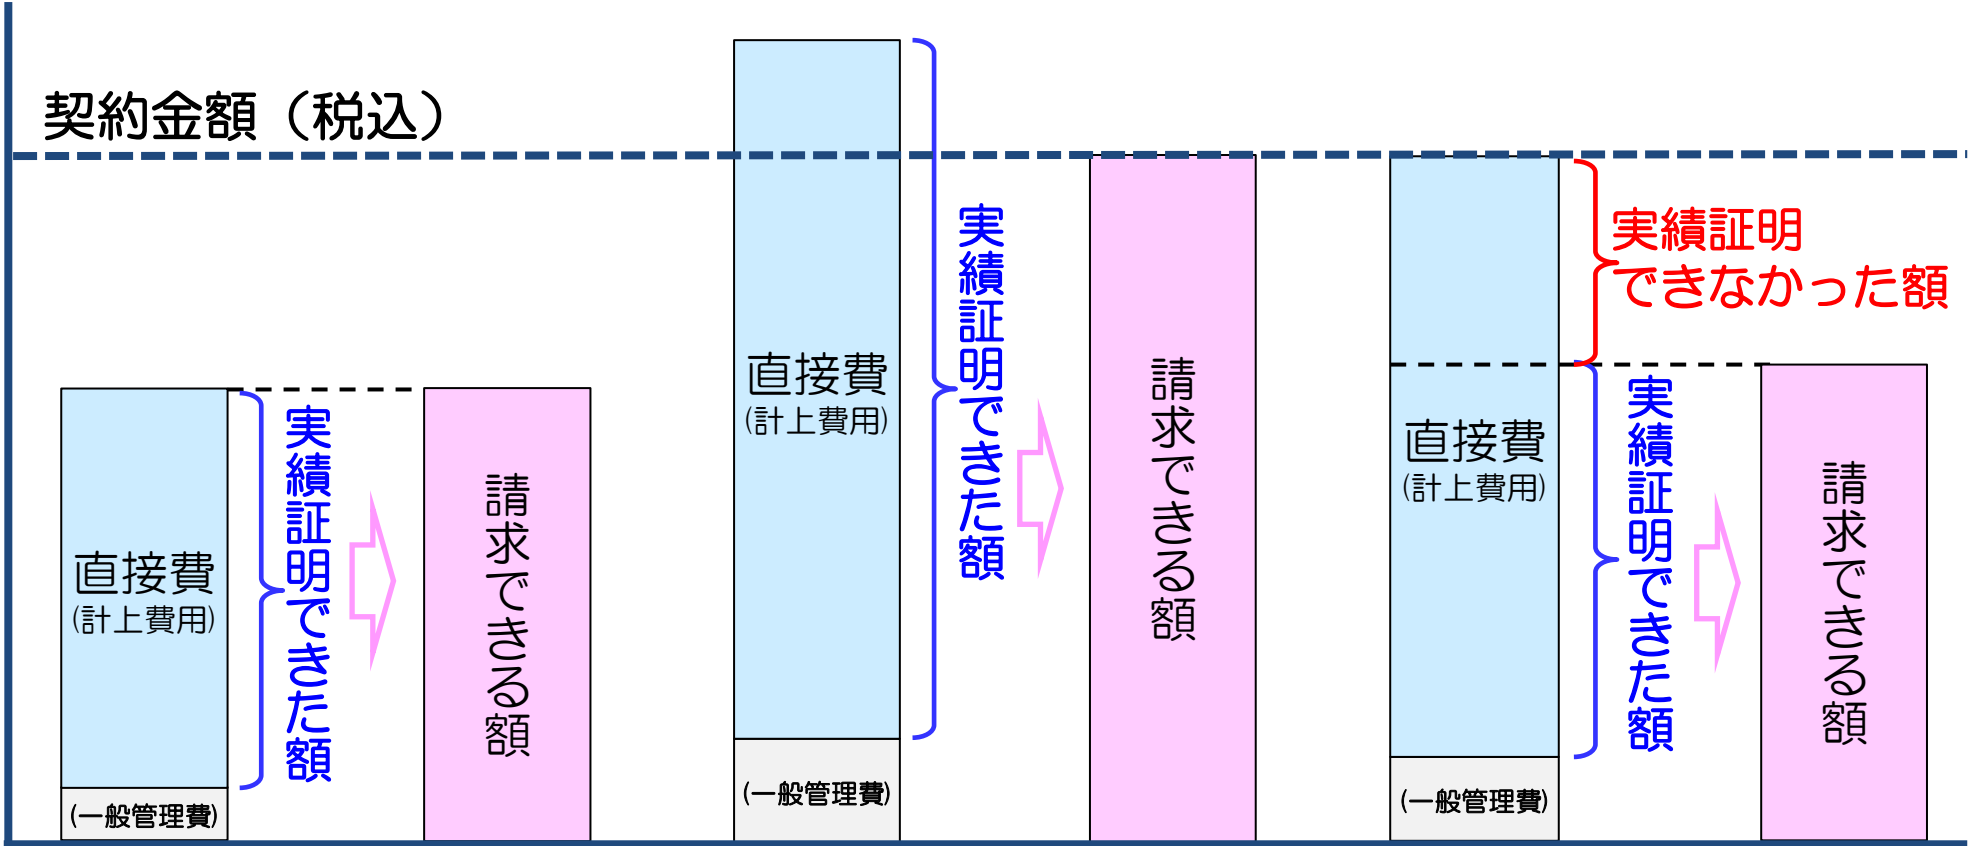 契約金額（税込）
直接費
(計上費用)
(一般管理費)
実績証明できた額
請求できる額
直接費
(計上費用)
(一般管理費)
実績証明できた額
請求できる額
直接費
(計上費用)
(一般管理費)
実績証明
できなかった額
実績証明できた額
請求できる額